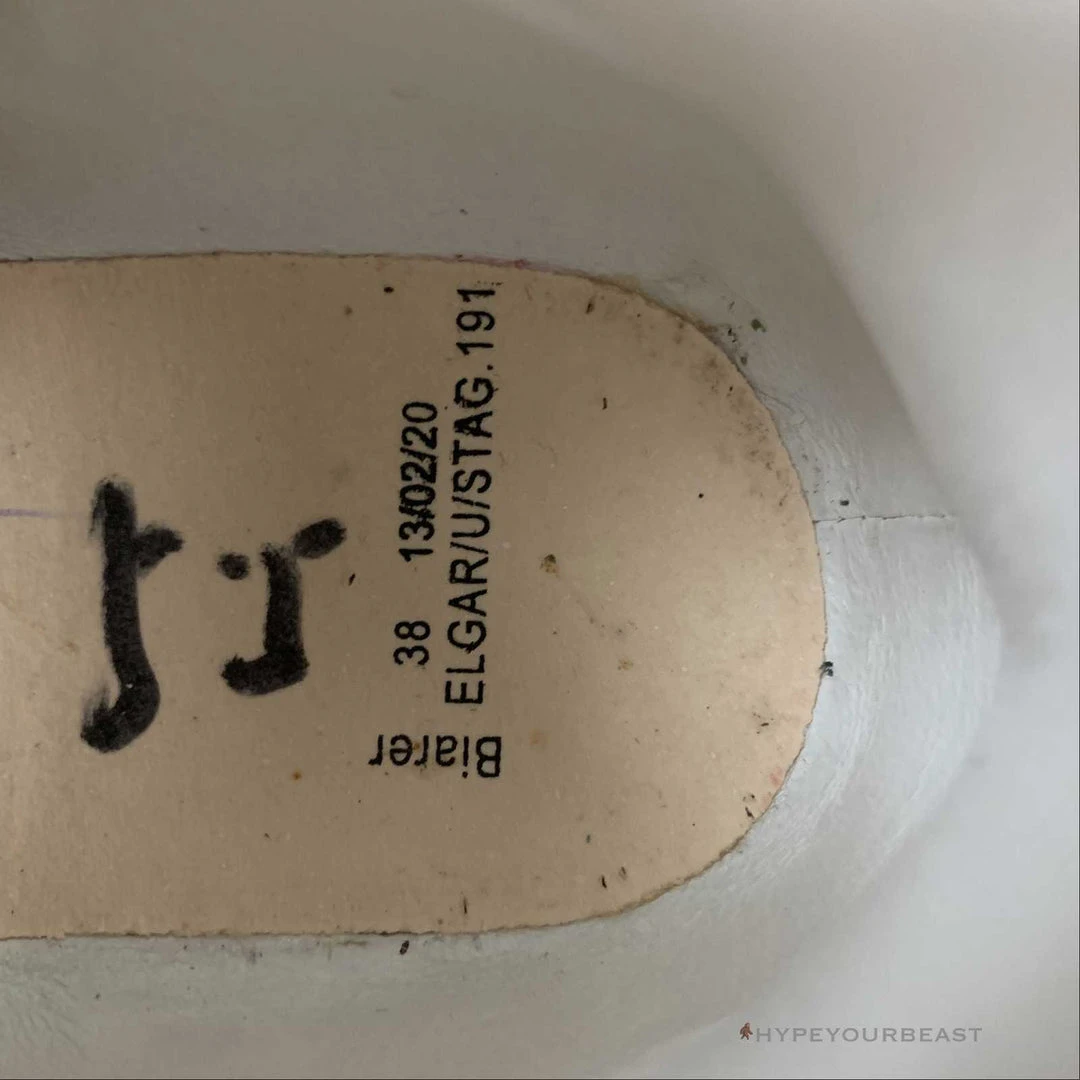 38 13/02/20
ELGAR/U/STAG.191
Biarer
HYPEYOURBEAST